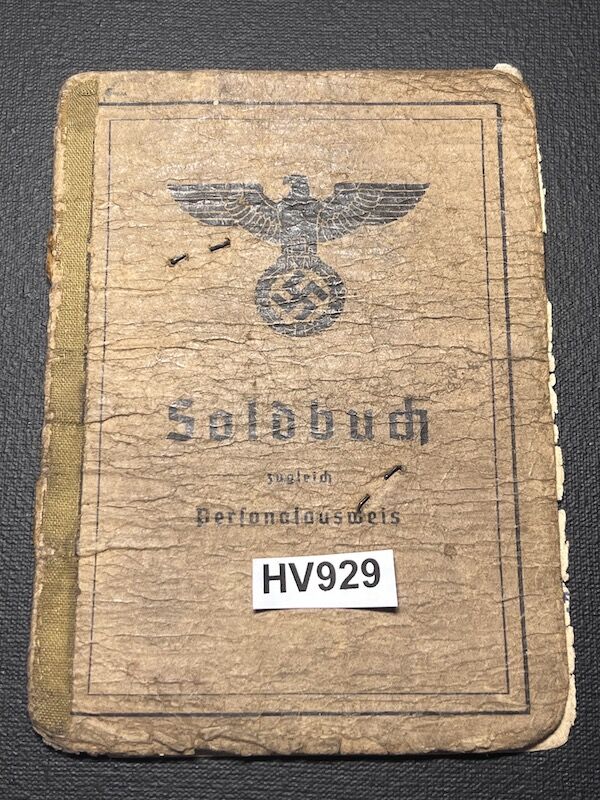 Soldbuch
zugleich
Personalausweis
HV929